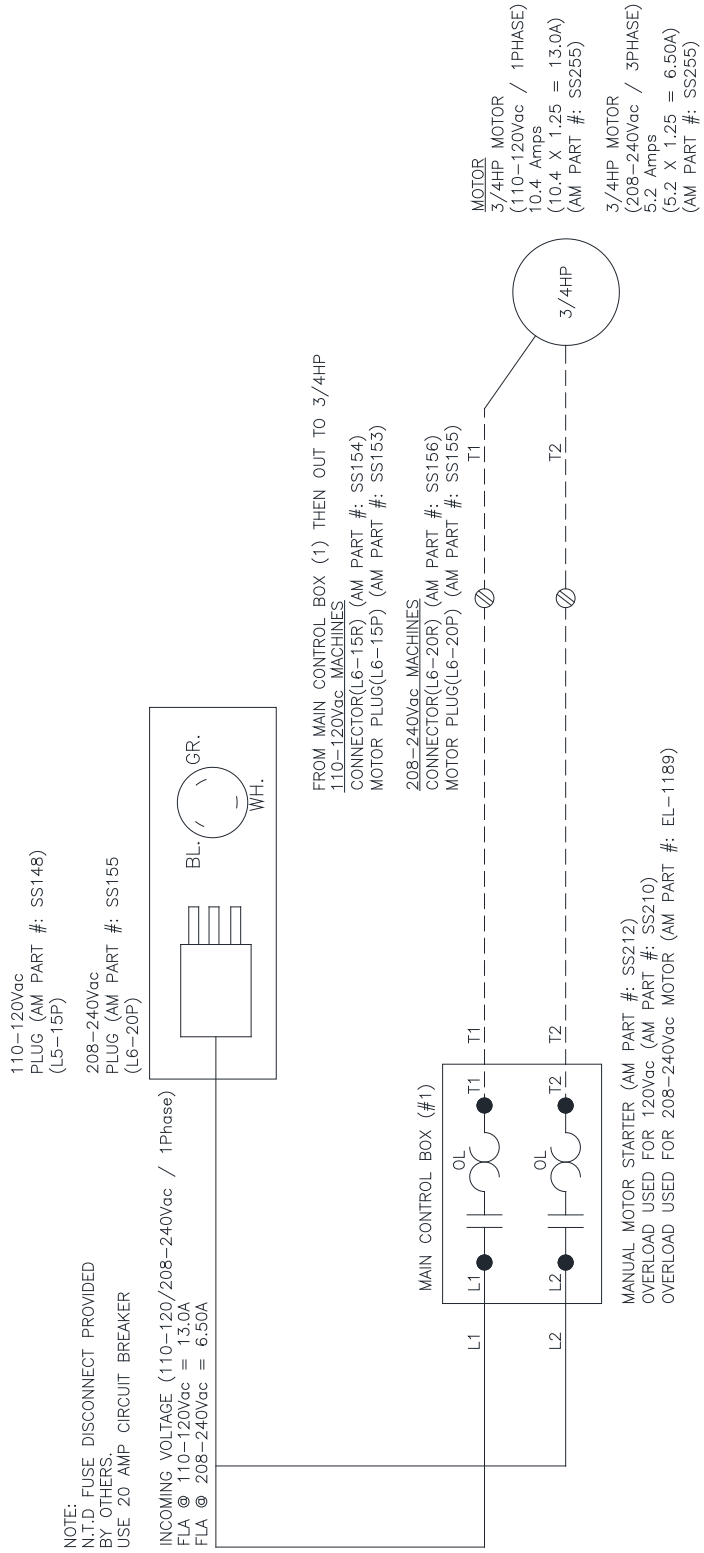 NOTE:
N.T.D FUSE DISCONNECT PROVIDED
BY OTHERS.
USE 20 AMP CIRCUIT BREAKER
110-120Vac
PLUG (AM PART #: SS148)
(L5-15P)
208-240Vac
PLUG (AM PART #: SS155
(L6-20P)
INCOMING VOLTAGE (110-120/208-240Vac / 1Phase)
FLA @ 110-120Vac = 13.0A
FLA @ 208-240Vac = 6.50A
BL.
GR.
WH.
FROM MAIN CONTROL BOX (1) THEN OUT TO 3/4HP
110-120Vac MACHINES
CONNECTOR(L6-15R) (AM PART #: SS154)
MOTOR PLUG(L6-15P) (AM PART #: SS153)
208-240Vac MACHINES
CONNECTOR(L6-20R) (AM PART #: SS156)
MOTOR PLUG(L6-20P) (AM PART #: SS155)
MAIN CONTROL BOX (#1)
L1
L1
OL
T1
T1
T1
L2
L2
OL
T2
T2
T2
3/4HP
MOTOR
3/4HP MOTOR
(110-120Vac / 1PHASE)
10.4 Amps
(10.4 X 1.25 = 13.0A)
(AM PART #: SS255)
3/4HP MOTOR
(208-240Vac / 3PHASE)
5.2 Amps
(5.2 X 1.25 = 6.50A)
(AM PART #: SS255)
MANUAL MOTOR STARTER (AM PART #: SS212)
OVERLOAD USED FOR 120Vac (AM PART #: SS210)
OVERLOAD USED FOR 208-240Vac MOTOR (AM PART #: EL-1189)